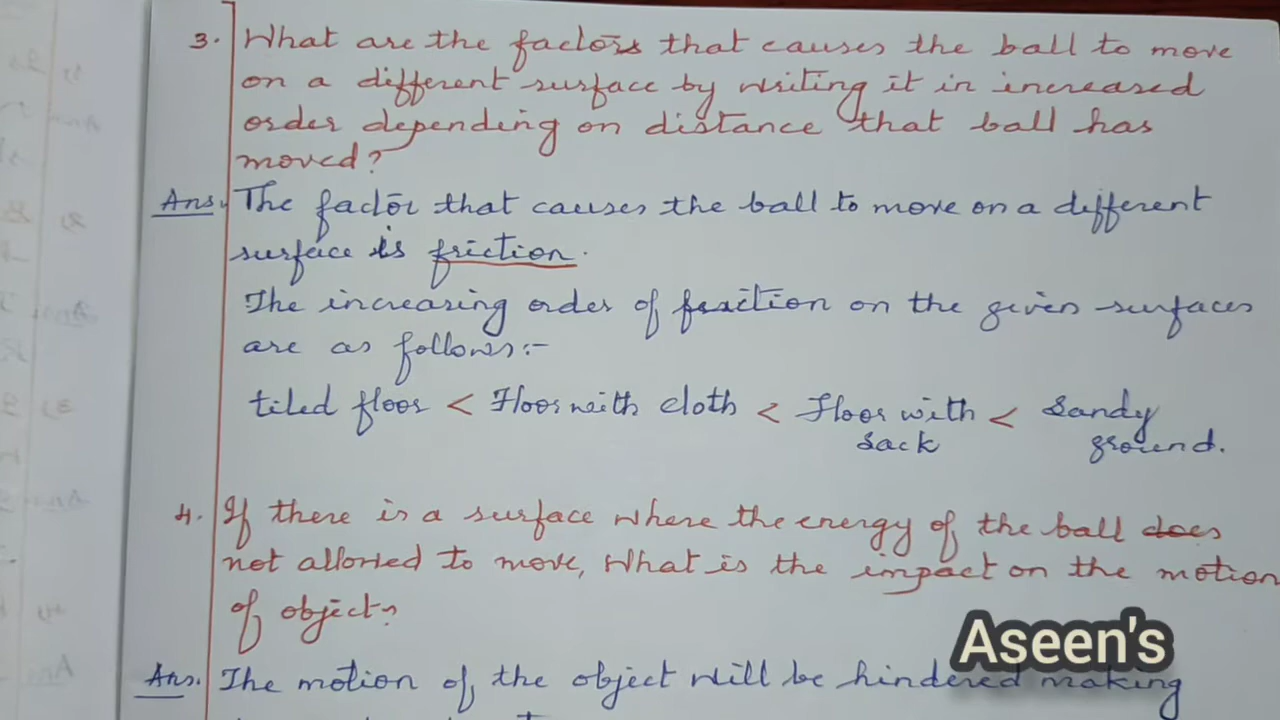 3. What are the factors that causes the ball to move
on a different surface by writing it in increased
order depending on distance that ball has
moved?
Ans. The factor that causes the ball to move on a different
surface is friction.
The increasing order of friction on the given surfaces
are as follows:-
tiled floor < Floor with cloth < Floor with sack < Sandy ground.
4. If there is a surface where the energy of the ball does
not allowed to move, What is the impact on the motion
of object?
Aseen's
Ans. The motion of the object will be hindered making